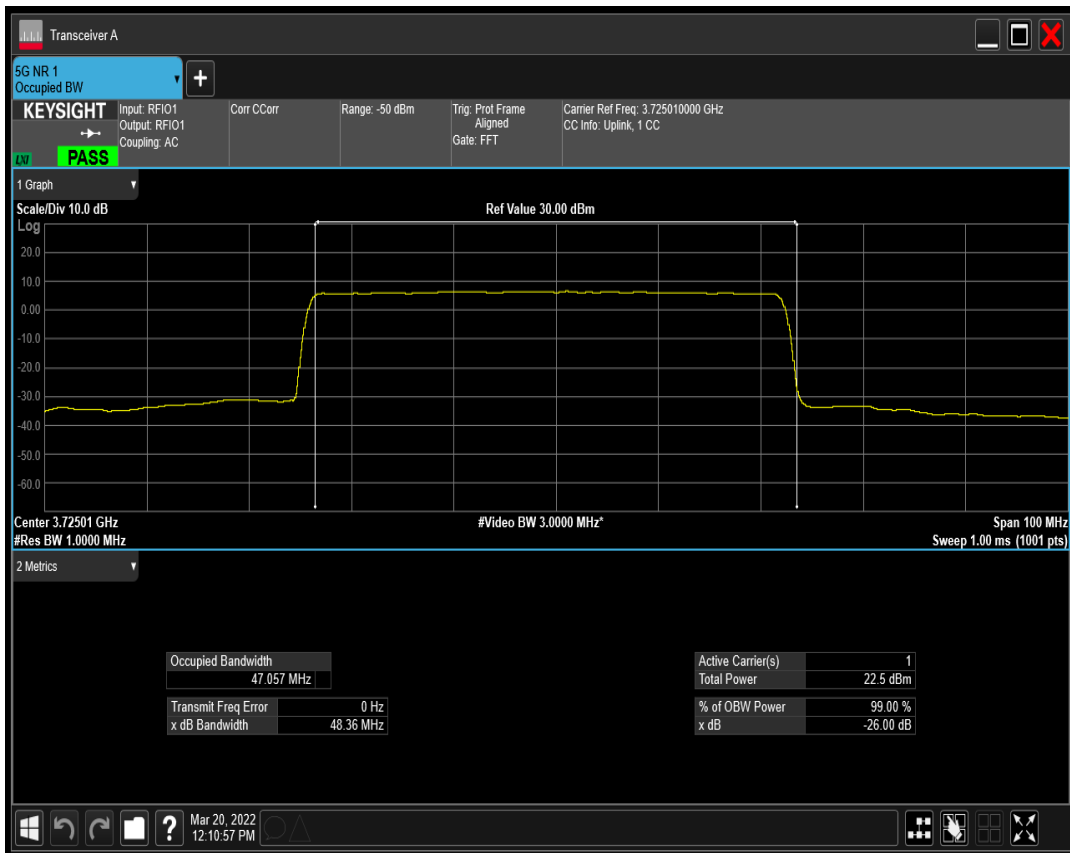 Transceiver A
5G NR 1
Occupied BW
+
KEYSIGHT
LXI
PASS
Input: RFIO1
Output: RFIO1
Coupling: AC
Corr CCorr
Range: -50 dBm
Trig: Prot Frame
Aligned
Gate: FFT
Carrier Ref Freq: 3.725010000 GHz
CC Info: Uplink, 1 CC
1 Graph
Scale/Div 10.0 dB
Ref Value 30.00 dBm
Log
20.0
10.0
0.00
-10.0
-20.0
-30.0
-40.0
-50.0
-60.0
Center 3.72501 GHz
#Video BW 3.0000 MHz*
Span 100 MHz
#Res BW 1.0000 MHz
Sweep 1.00 ms (1001 pts)
2 Metrics
Occupied Bandwidth
47.057 MHz
Transmit Freq Error 0 Hz
x dB Bandwidth 48.36 MHz
Active Carrier(s) 1
Total Power 22.5 dBm
% of OBW Power 99.00 %
x dB -26.00 dB
?
Mar 20, 2022
12:10:57 PM